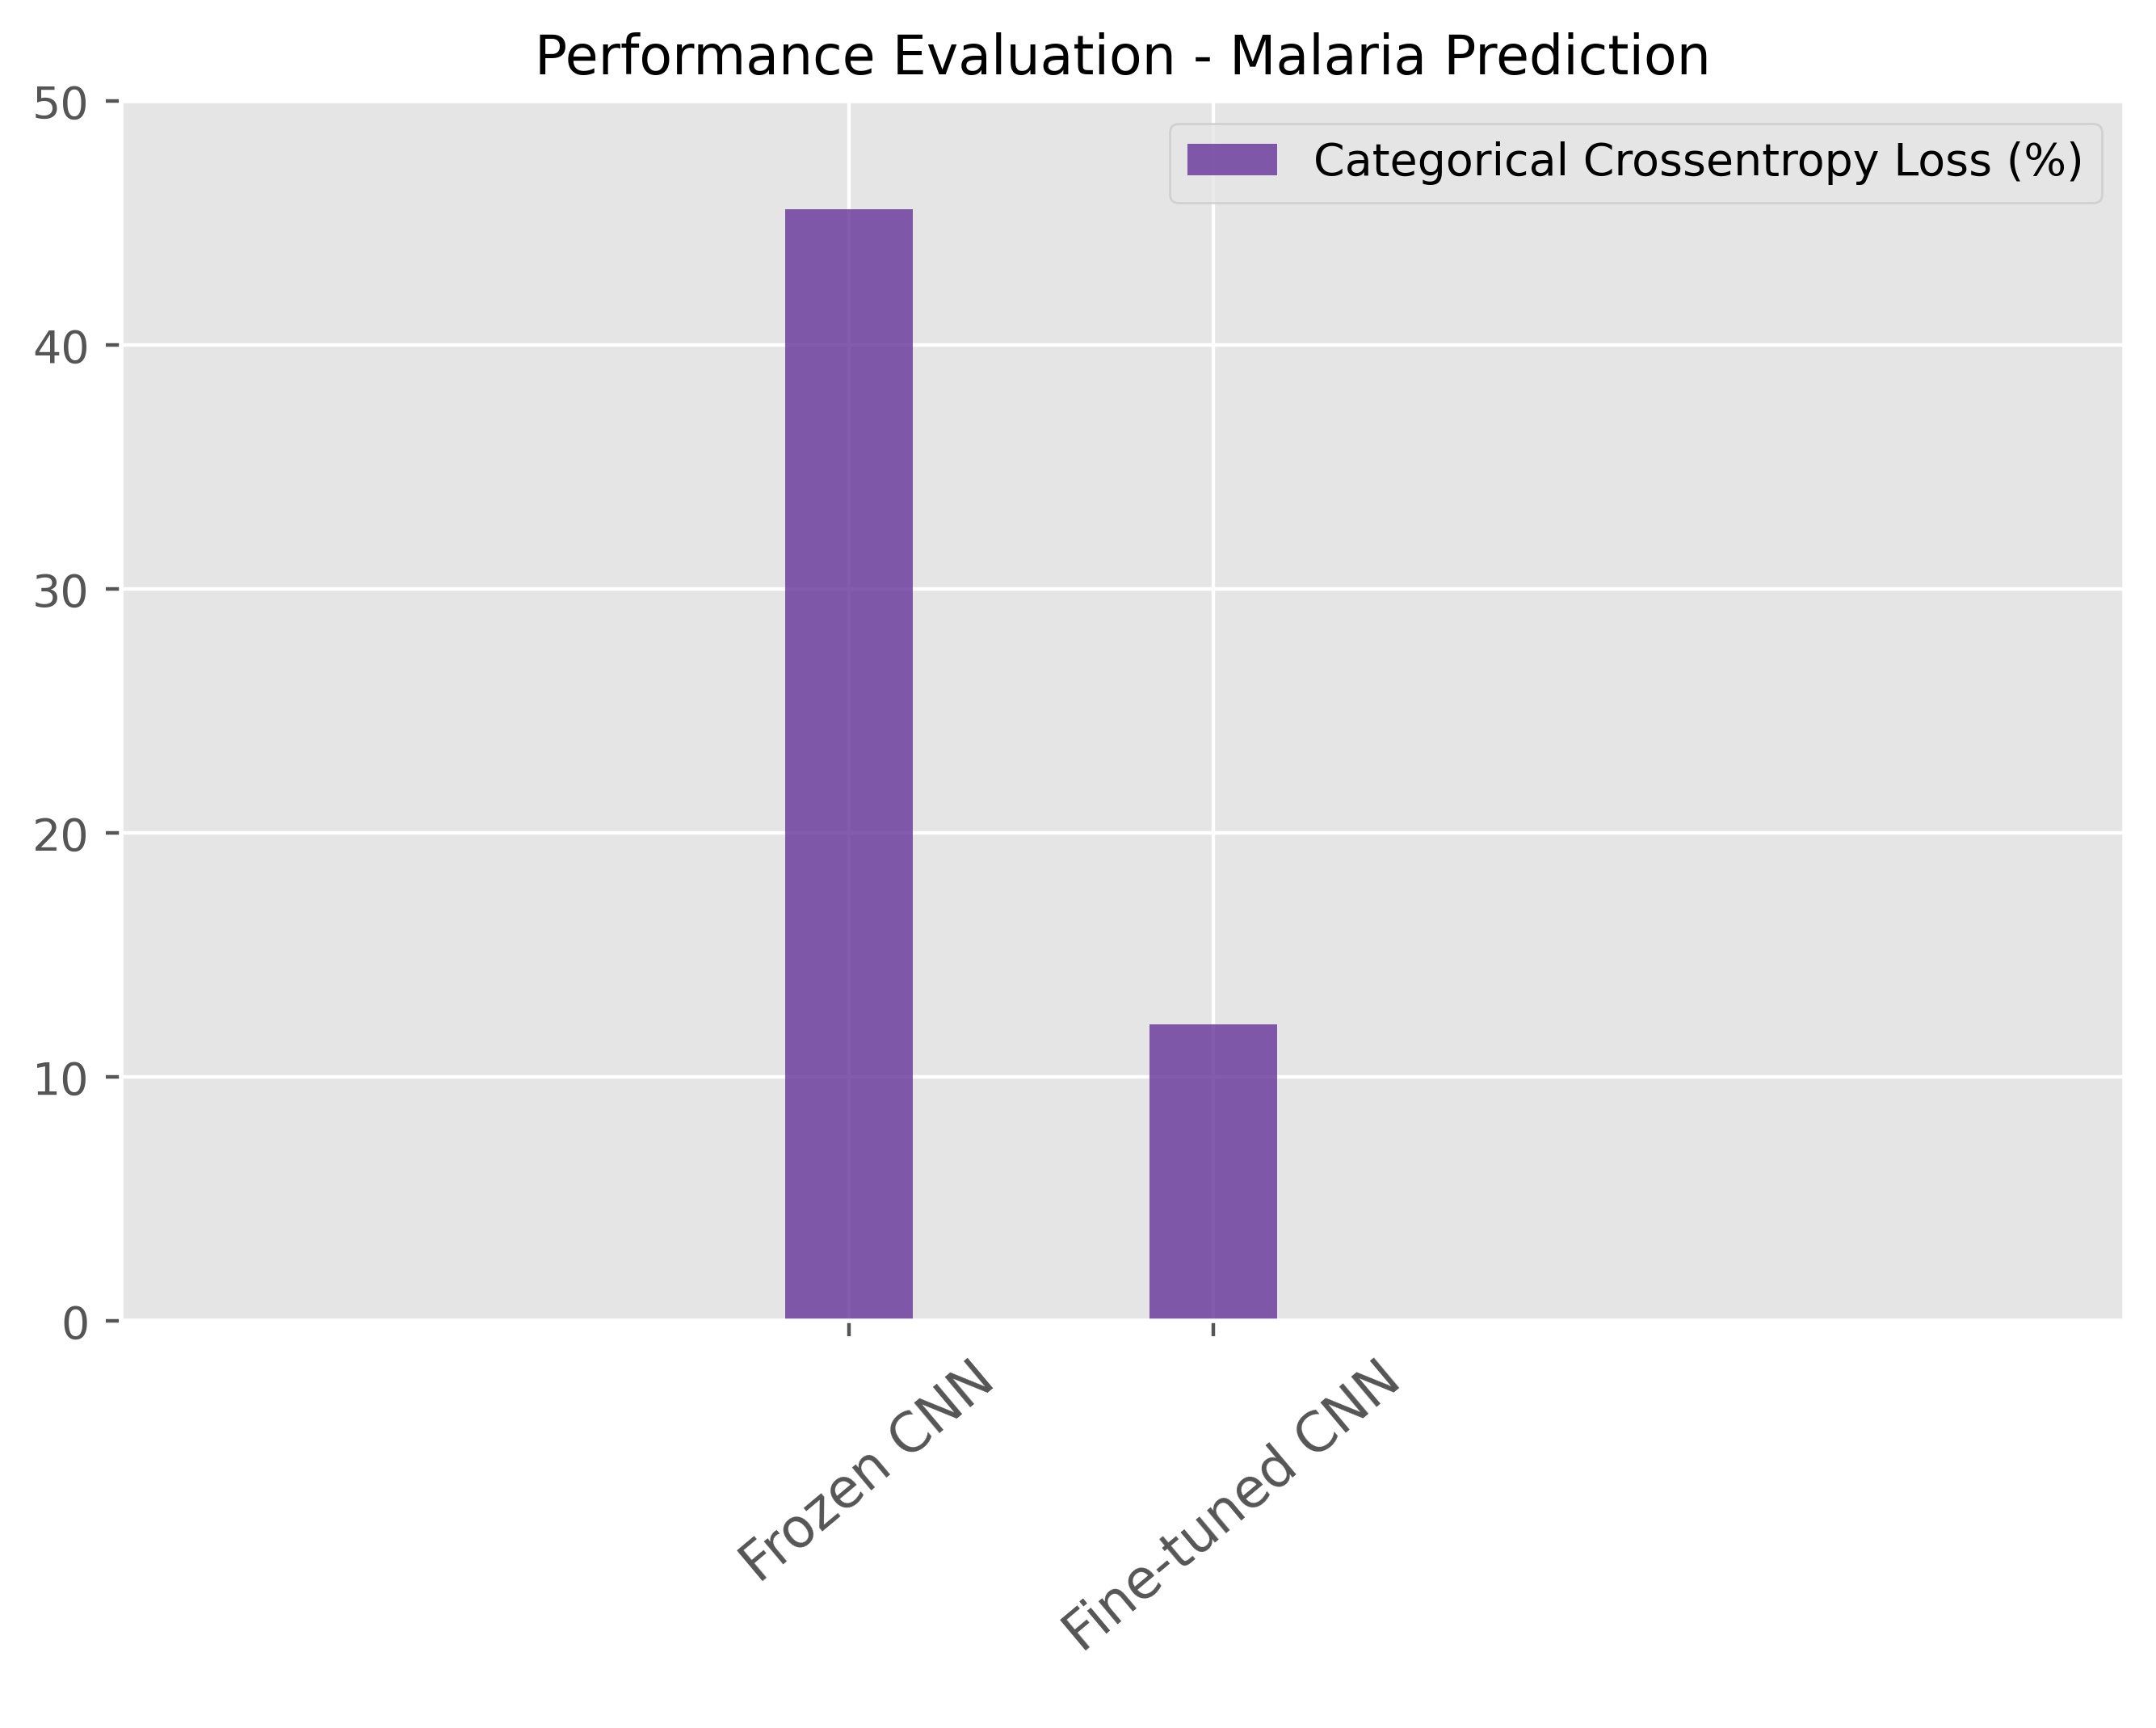 Performance Evaluation - Malaria Prediction
Categorical Crossentropy Loss (%)
50
40
30
20
10
0
Frozen CNN
Fine-tuned CNN